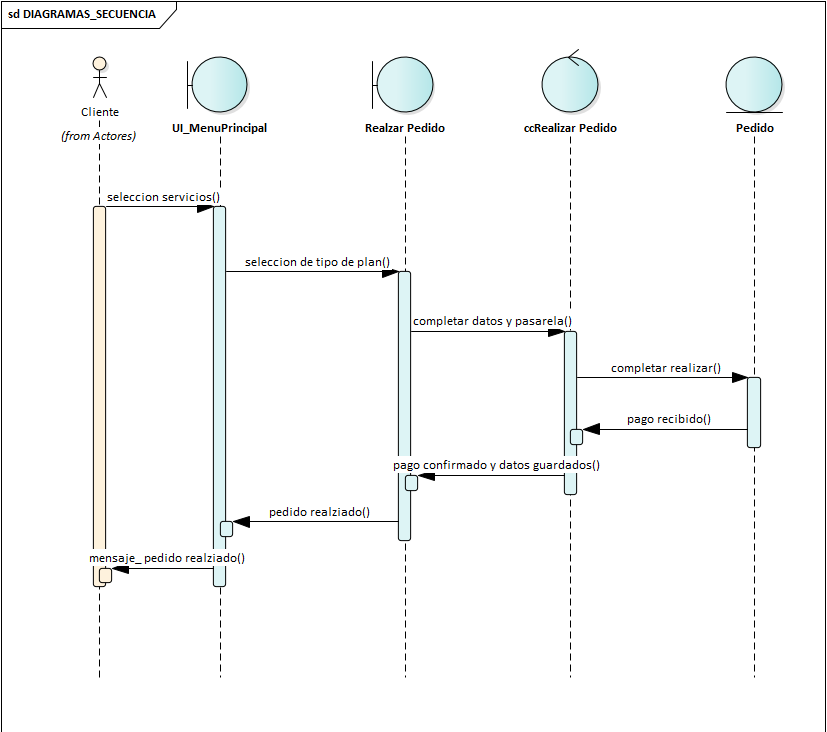 sd DIAGRAMAS_SECUENCIA
Cliente
(from Actores)
UI_MenuPrincipal
Realzar Pedido
ccRealizar Pedido
Pedido
seleccion servicios()
seleccion de tipo de plan()
completar datos y pasarela()
completar realizar()
pago recibido()
pago confirmado y datos guardados()
pedido realziado()
mensaje_ pedido realziado()